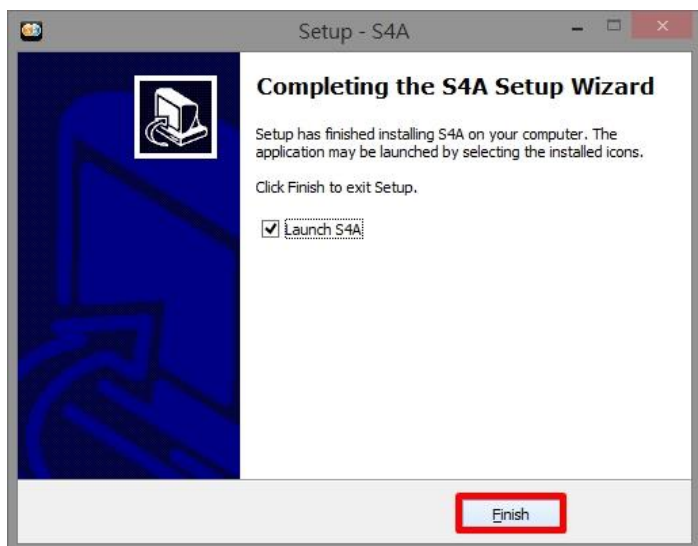 Setup - S4A
Completing the S4A Setup Wizard
Setup has finished installing S4A on your computer. The
application may be launched by selecting the installed icons.
Click Finish to exit Setup.
Launch S4A
Finish